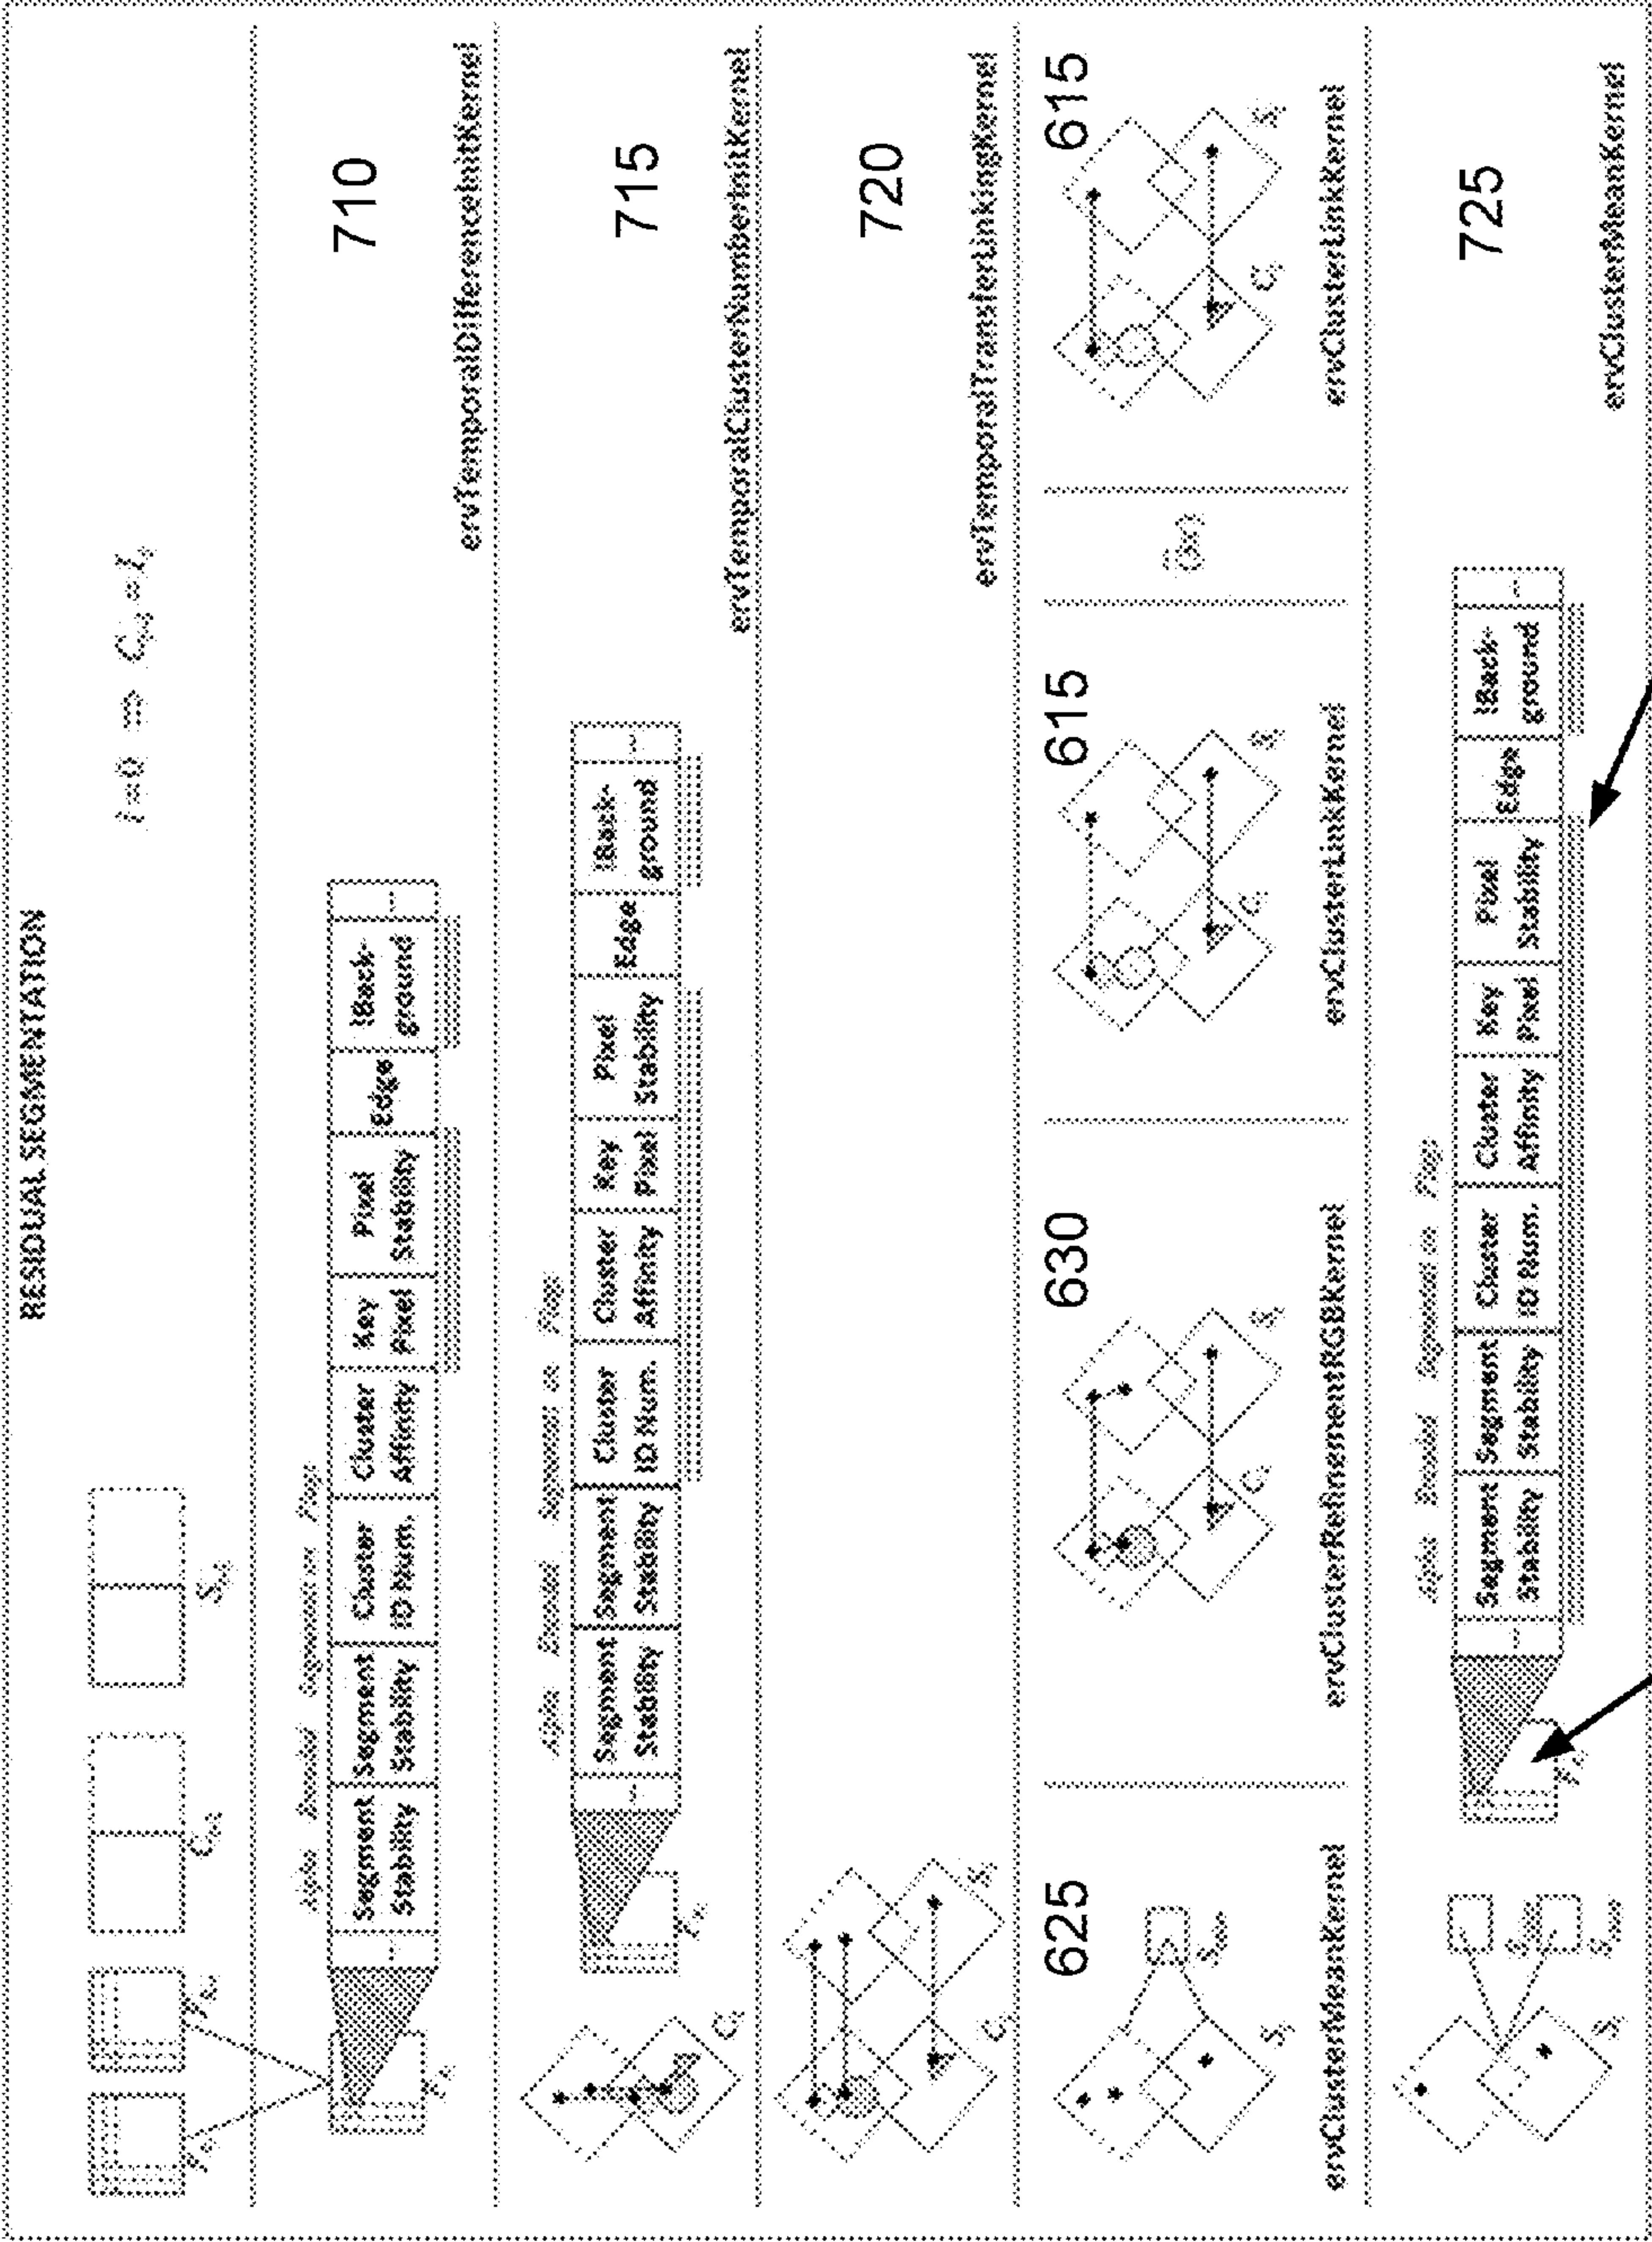 RESIDUAL SEGMENTATION
710
Segment Stability
Segment Stability
Cluster ID Num.
Cluster Affinity
Key Pixel
Pixel Stability
Edge
!Back-ground
ervTemporalDifferenceInitKernel
715
Segment Stability
Segment Stability
Cluster ID Num.
Cluster Affinity
Key Pixel
Pixel Stability
Edge
!Back-ground
ervTemporalClusterNumberInitKernel
720
ervTemporalTransferLinkingKernel
625
630
615
615
ervClusterMeanKernel
ervClusterRefinementRGBKernel
ervClusterLinkKernel
ervClusterLinkKernel
725
Segment Stability
Segment Stability
Cluster ID Num.
Cluster Affinity
Key Pixel
Pixel Stability
Edge
!Back-ground
ervClusterMeanKernel